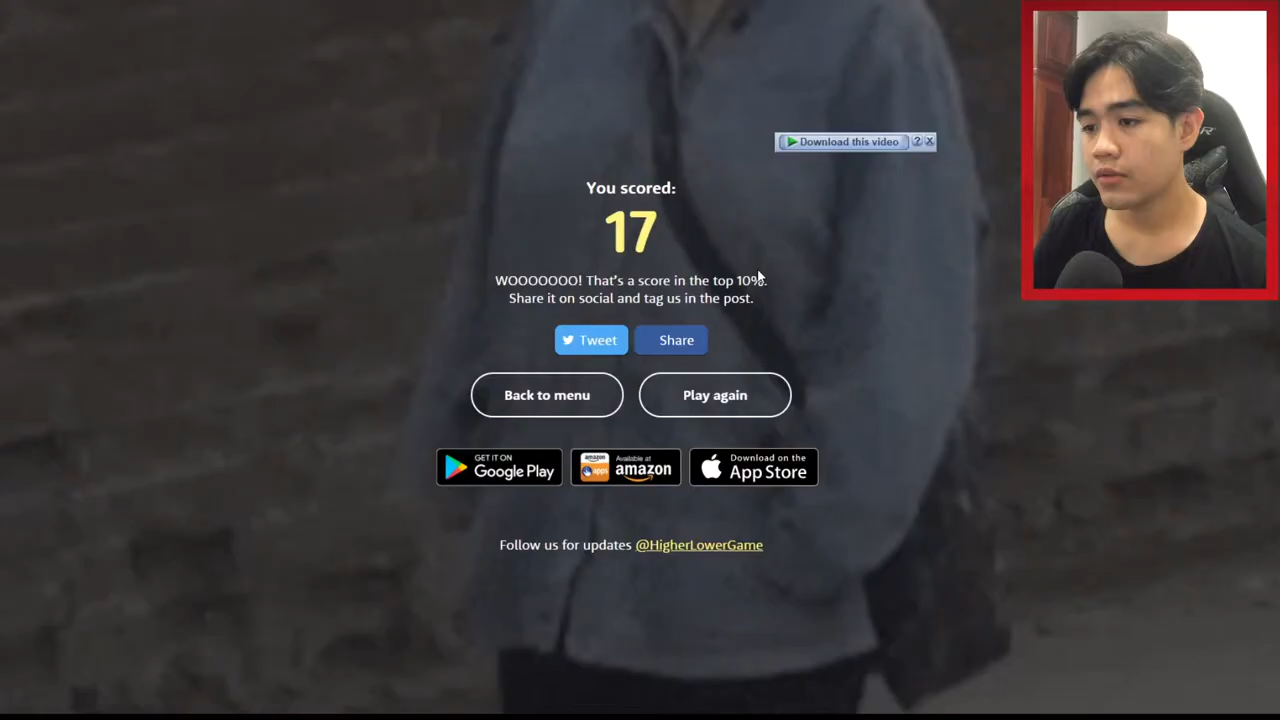 Download this video
You scored:
17
WOOOOOOO! That's a score in the top 10%.
Share it on social and tag us in the post.
Tweet
Share
Back to menu
Play again
GET IT ON
Google Play
amazon apps
Available at
amazon
Download on the
App Store
Follow us for updates @HigherLowerGame